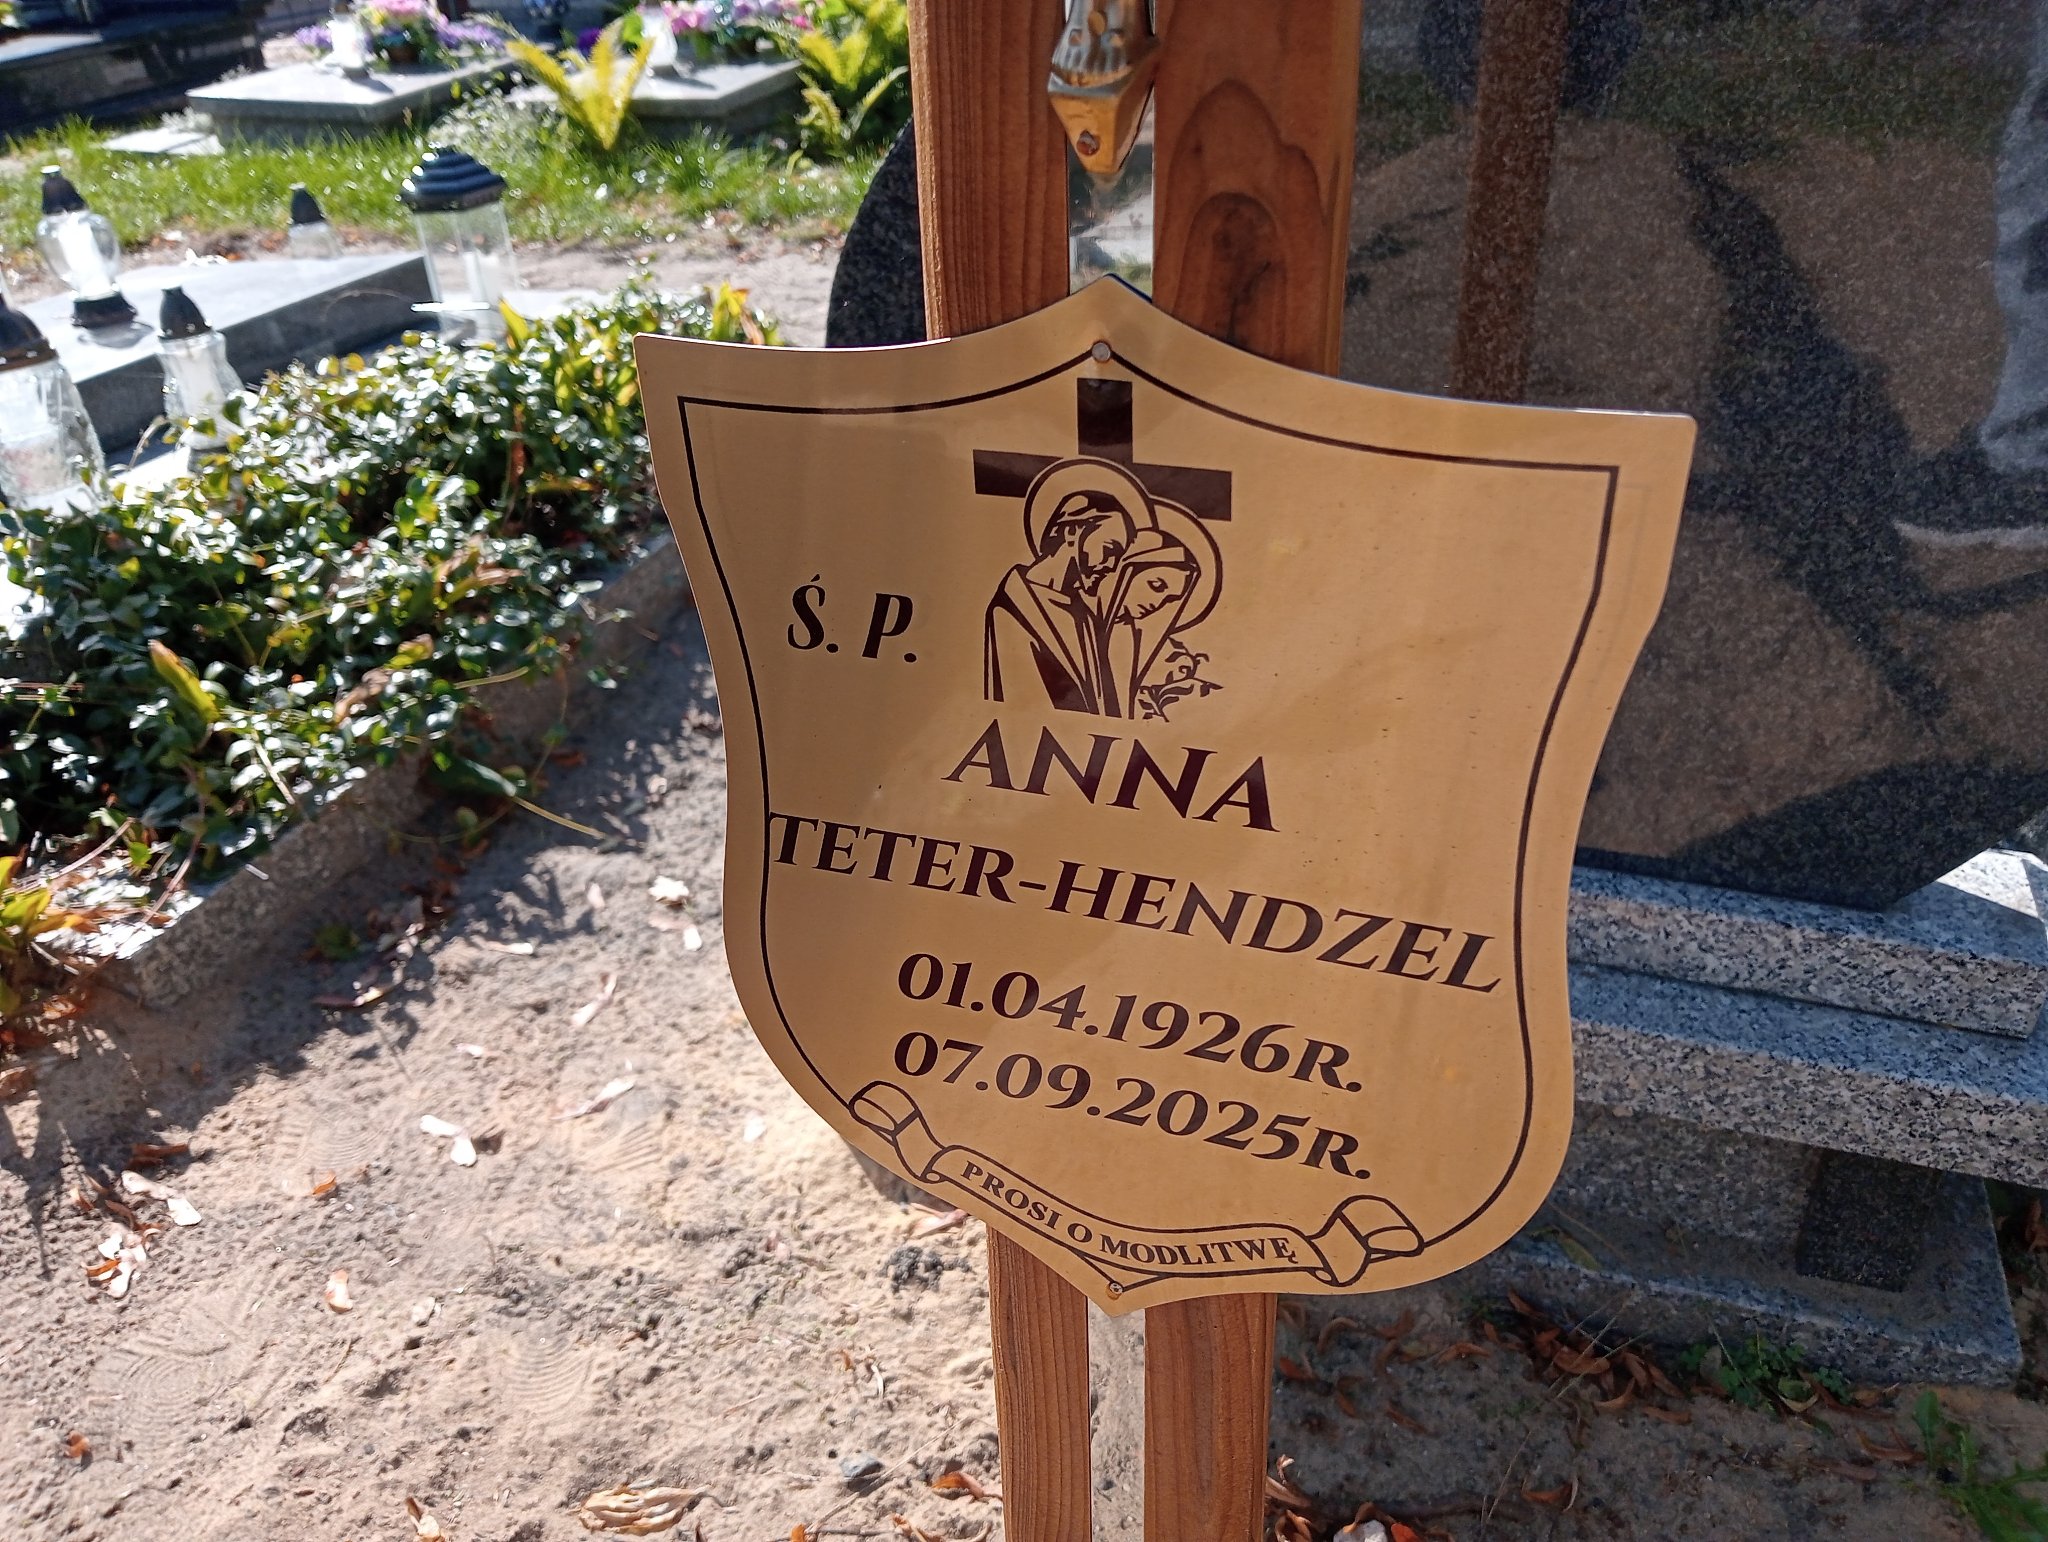 Ś. P.
ANNA
TETER-HENDZEL
01.04.1926R.
07.09.2025R.
PROSI O MODLITWĘ